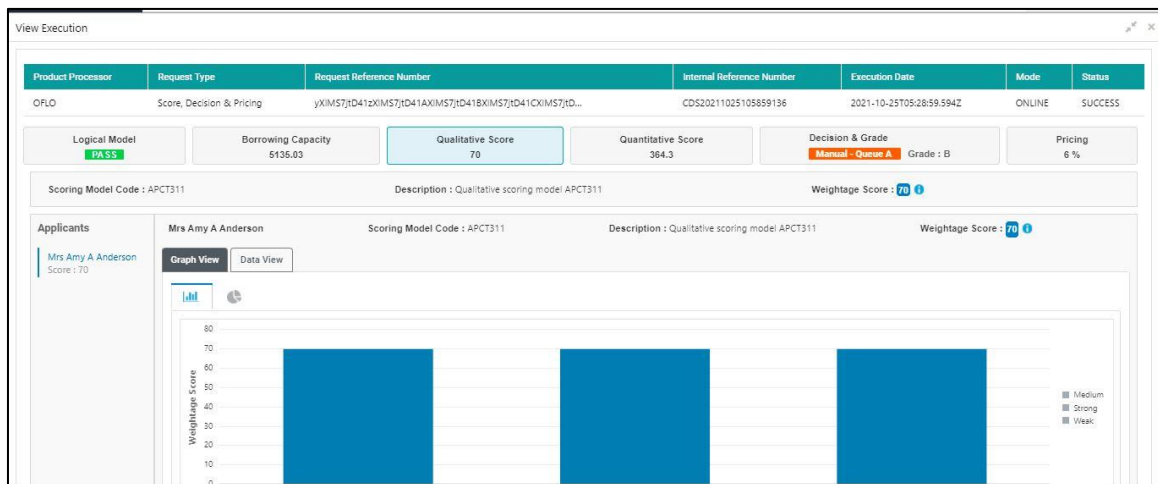 View Execution
Product Processor Request Type Request Reference Number Internal Reference Number Execution Date Mode Status
OFLO Score, Decision & Pricing yXIMS7jtD41zXIMS7jtD41AXIMS7jtD41BXIMS7jtD41CXIMS7jtD... CDS20211025105859136 2021-10-25T05:28:59.594Z ONLINE SUCCESS
Logical Model Borrowing Capacity Qualitative Score Quantitative Score Decision & Grade Pricing
PASS 5135.03 70 364.3 Manual - Queue A Grade : B 6 %
Scoring Model Code : APCT311 Description : Qualitative scoring model APCT311 Weightage Score : 70
Applicants Mrs Amy A Anderson Scoring Model Code : APCT311 Description : Qualitative scoring model APCT311 Weightage Score : 70
Mrs Amy A Anderson
Score : 70
Graph View Data View
Weightage Score
80
70
60
50
40
30
20
10
0
Medium
Strong
Weak